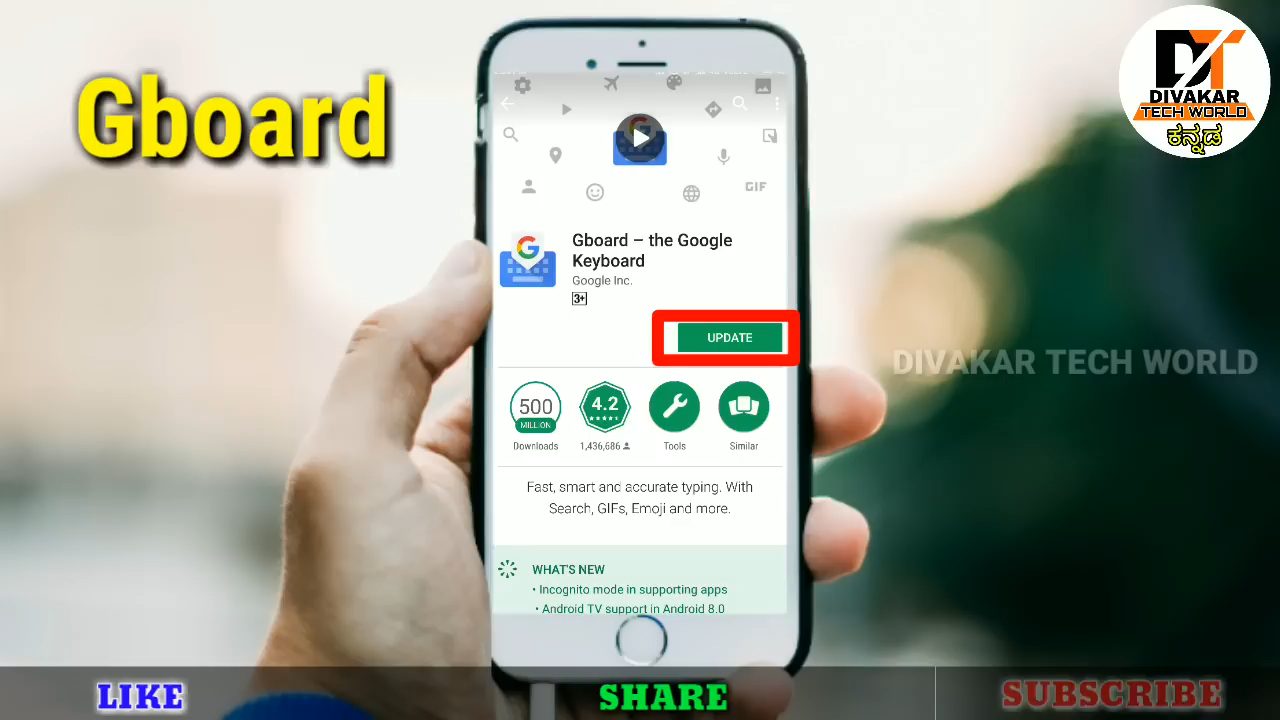 Gboard
DIVAKAR
TECH WORLD
ಕನ್ನಡ
GIF
Gboard – the Google
Keyboard
Google Inc.
3+
UPDATE
DIVAKAR TECH WORLD
500
MILLION
Downloads
4.2
1,436,686
Tools
Similar
Fast, smart and accurate typing. With
Search, GIFs, Emoji and more.
WHAT'S NEW
• Incognito mode in supporting apps
• Android TV support in Android 8.0
LIKE
SHARE
SUBSCRIBE